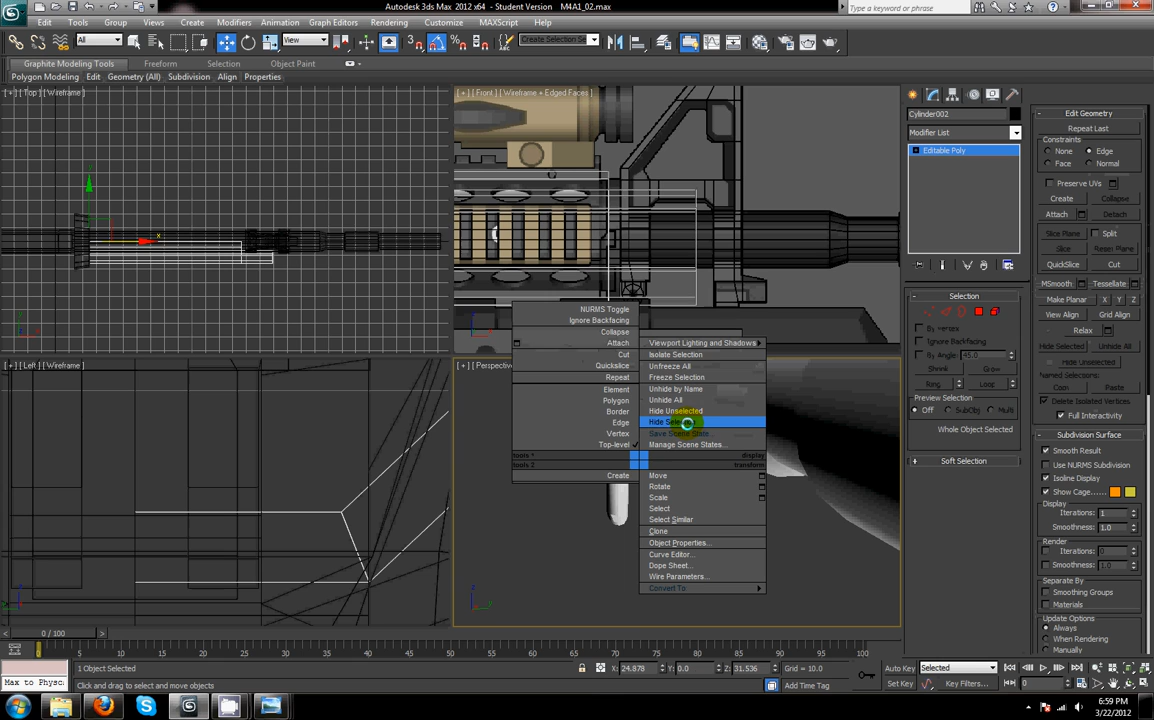 Autodesk 3ds Max 2012 x64 - Student Version M4A1_02.max
Type a keyword or phrase
Edit Tools Group Views Create Modifiers Animation Graph Editors Rendering Customize MAXScript Help
All View Create Selection Se
Graphite Modeling Tools Freeform Selection Object Paint
Polygon Modeling Edit Geometry (All) Subdivision Align Properties
[ + ] [ Top ] [ Wireframe ]
[ + ] [ Front ] [ Wireframe + Edged Faces ]
[ + ] [ Left ] [ Wireframe ]
[ + ] [ Perspective
NURMS Toggle
Ignore Backfacing
Collapse
Attach
Cut
Quickslice
Repeat
Element
Polygon
Border
Edge
Vertex
Top-level
tools 1
tools 2
Create
Viewport Lighting and Shadows
Isolate Selection
Unfreeze All
Freeze Selection
Unhide by Name
Unhide All
Hide Unselected
Hide Selection
Save Scene State...
Manage Scene States...
display
transform
Move
Rotate
Scale
Select
Select Similar
Clone
Object Properties...
Curve Editor...
Dope Sheet...
Wire Parameters...
Convert To:
Cylinder002
Modifier List
Editable Poly
Selection
By Vertex
Ignore Backfacing
By Angle: 45.0
Shrink Grow
Ring Loop
Preview Selection
Off SubObj Multi
Whole Object Selected
Soft Selection
Edit Geometry
Repeat Last
Constraints
None Edge
Face Normal
Preserve UVs
Create Collapse
Attach Detach
Slice Plane Split
Slice Reset Plane
QuickSlice Cut
MSmooth Tessellate
Make Planar X Y Z
View Align Grid Align
Relax
Hide Selected Unhide All
Hide Unselected
Named Selections:
Copy Paste
Delete Isolated Vertices
Full Interactivity
Subdivision Surface
Smooth Result
Use NURMS Subdivision
Isoline Display
Show Cage......
Display
Iterations: 1
Smoothness: 1.0
Render
Iterations: 0
Smoothness: 1.0
Separate By
Smoothing Groups
Materials
Update Options
Always
When Rendering
Manually
0 / 100
0 5 10 15 20 25 30 35 40 45 50 55 60 65 70 75 80 85 90 95 100
1 Object Selected
X: 24.878 Y: 0.0 Z: 31.536 Grid = 10.0
Auto Key Selected
Max to Physc.
Click and drag to select and move objects
Add Time Tag
Set Key Key Filters... 0
6:59 PM
3/22/2012